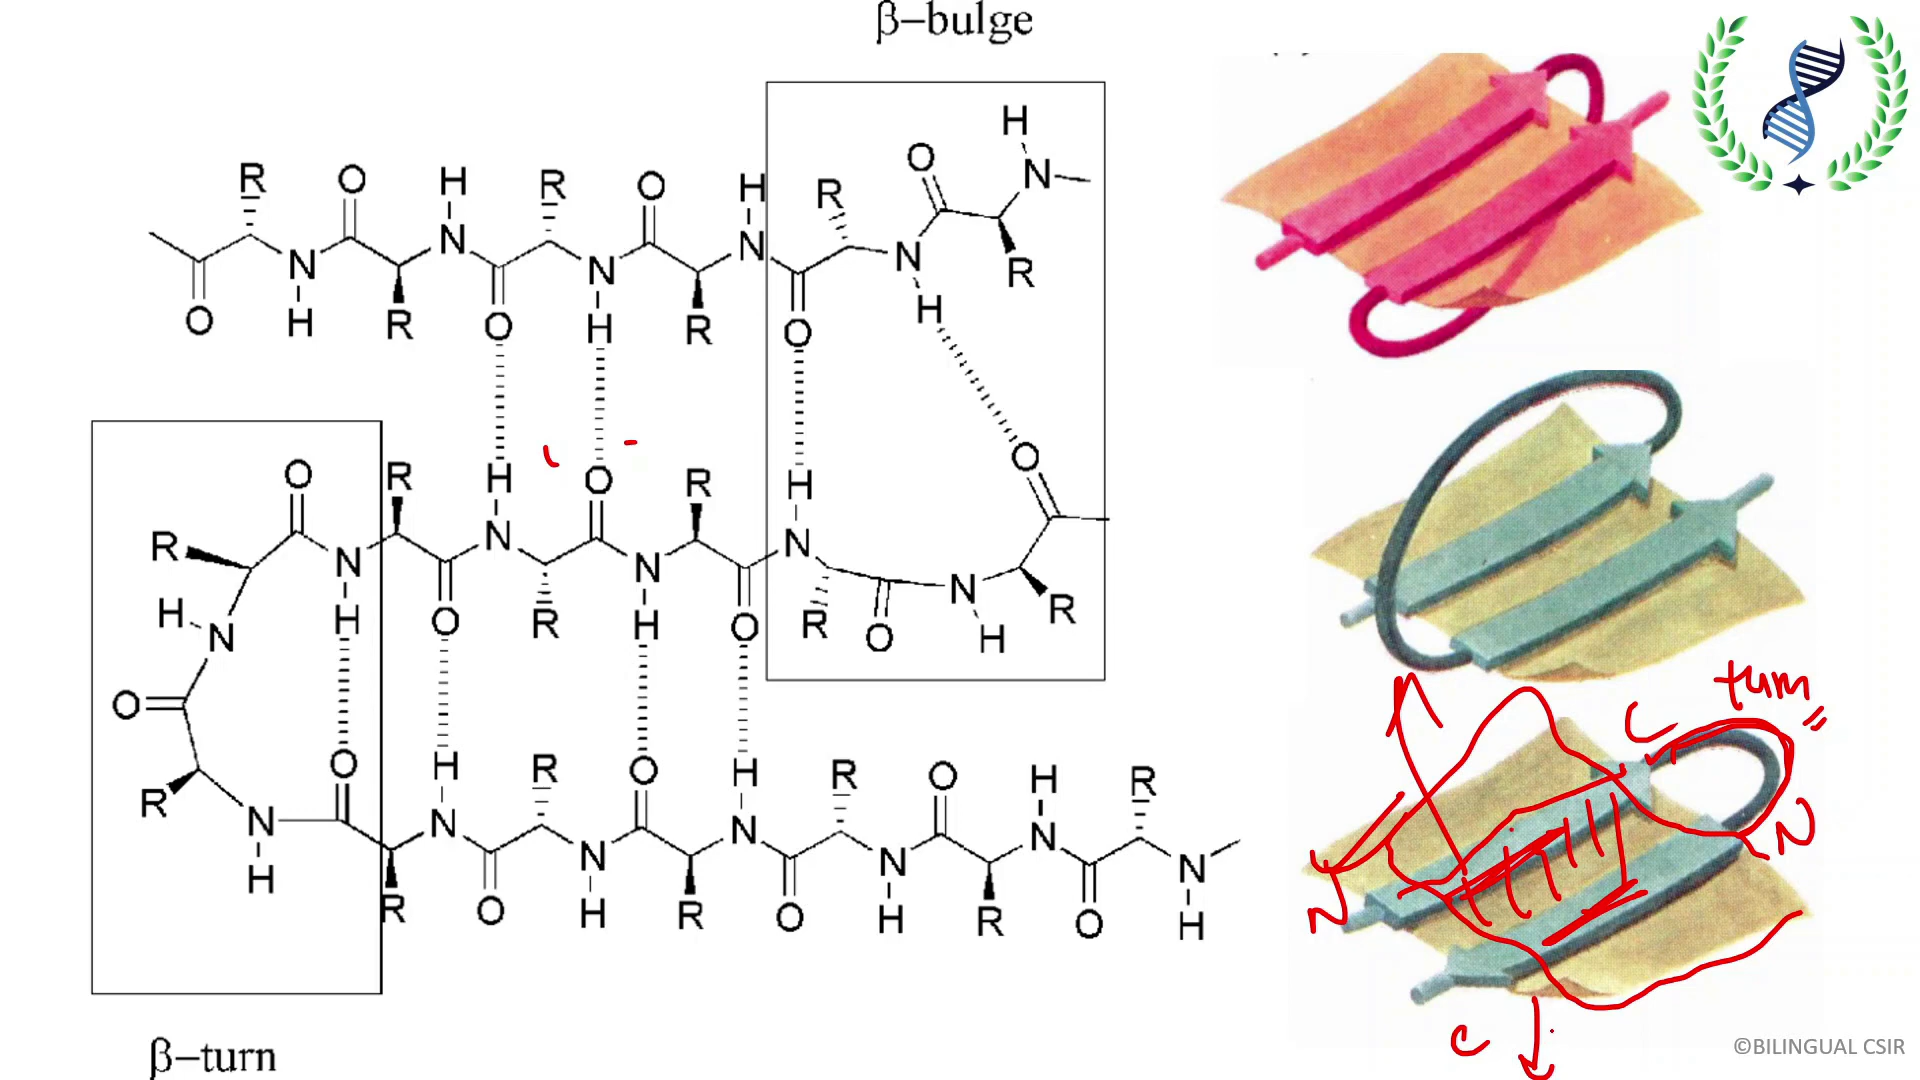 β–bulge
H
R O H R O H R O N
N N N N N
O H R O H R O H R
O R H O R H O
R N N N N R
H N H O R H O R O H
O
R O H R O H R O H R
N N N N N N N N
H R O H R O H R O H
β–turn
turn
C
N
N
C
©BILINGUAL CSIR